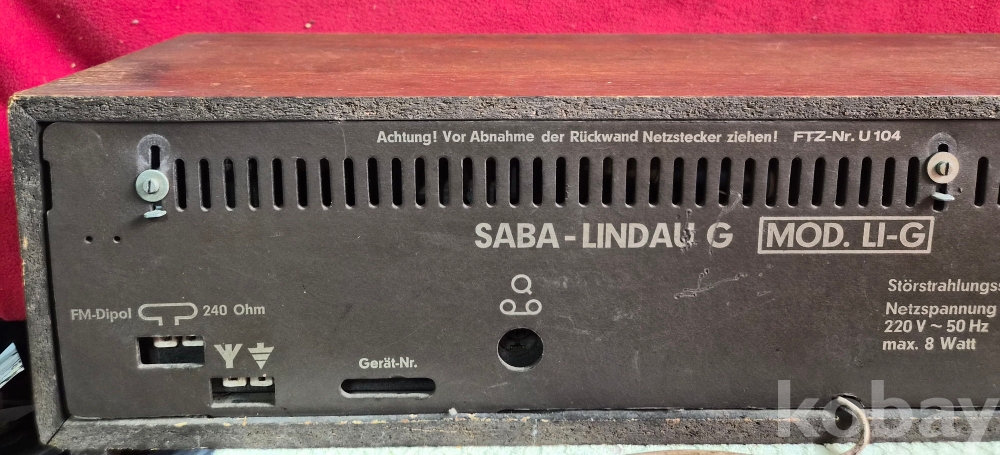 Achtung! Vor Abnahme der Rückwand Netzstecker ziehen! FTZ-Nr. U 104
SABA - LINDAU G MOD. LI-G
FM-Dipol 240 Ohm
Gerät-Nr.
Störstrahlungss
Netzspannung
220 V ~ 50 Hz
max. 8 Watt
kobay